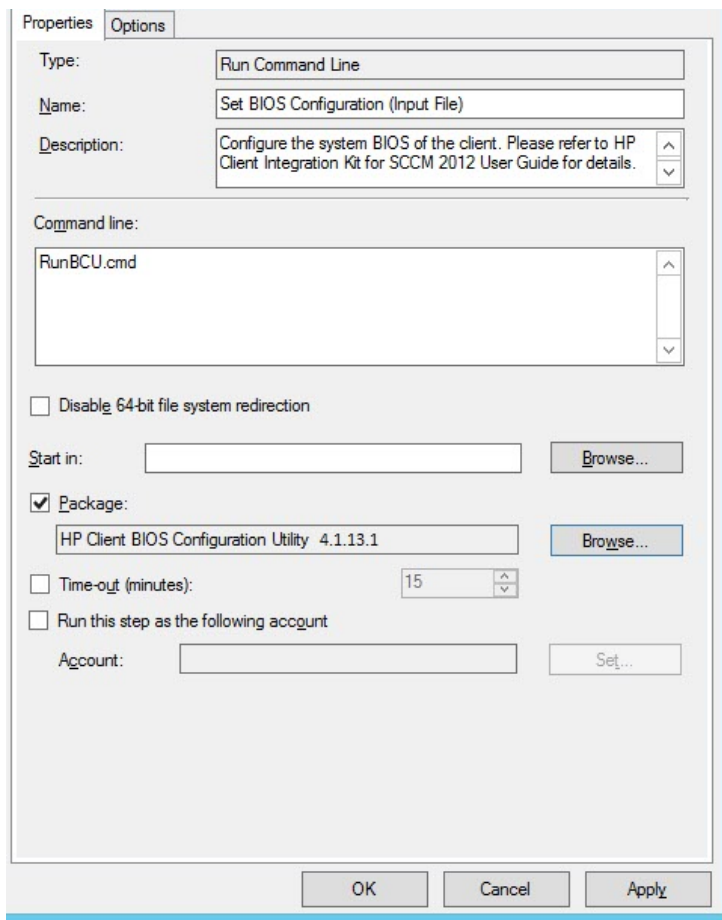 Properties Options
Type: Run Command Line
Name: Set BIOS Configuration (Input File)
Description: Configure the system BIOS of the client. Please refer to HP
Client Integration Kit for SCCM 2012 User Guide for details.
Command line:
RunBCU.cmd
Disable 64-bit file system redirection
Start in: Browse...
Package:
HP Client BIOS Configuration Utility 4.1.13.1 Browse...
Time-out (minutes): 15
Run this step as the following account
Account: Set...
OK Cancel Apply